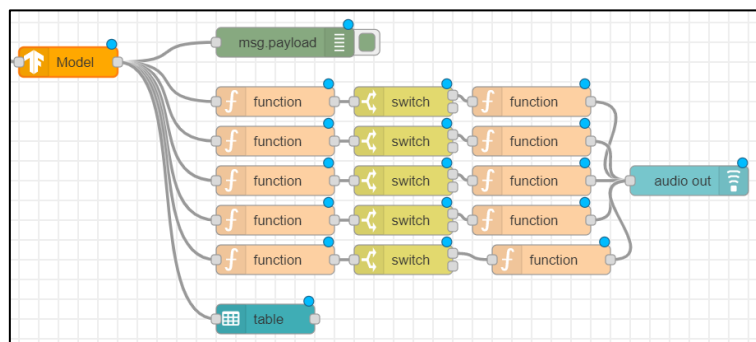 msg.payload
Model
function switch function
function switch function
function switch function
audio out
function switch function
function switch function
table